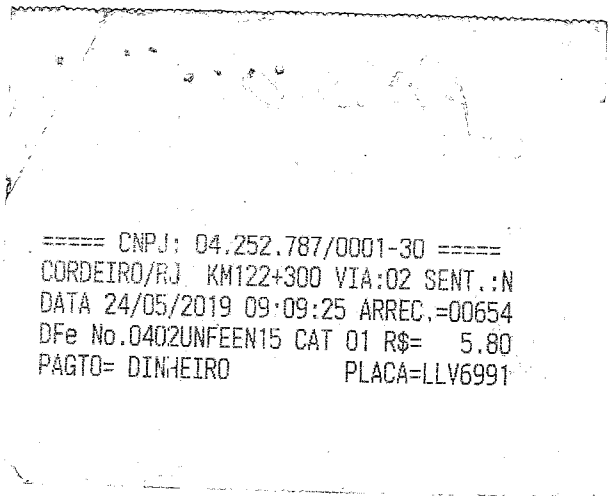 ===== CNPJ: 04.252.787/0001-30 =====
CORDEIRO/RJ KM122+300 VIA:02 SENT.:N
DATA 24/05/2019 09:09:25 ARREC.=00654
DFe No.0402UNFEEN15 CAT 01 R$= 5.80
PAGTO= DINHEIRO PLACA=LLV6991